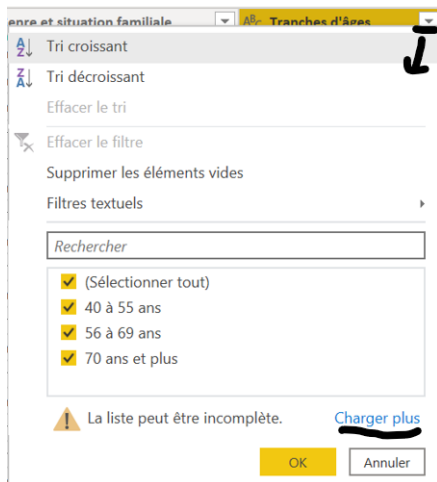 enre et situation familiale ABC Tranches d'âges
Tri croissant
Tri décroissant
Effacer le tri
Effacer le filtre
Supprimer les éléments vides
Filtres textuels
Rechercher
(Sélectionner tout)
40 à 55 ans
56 à 69 ans
70 ans et plus
La liste peut être incomplète. Charger plus
OK Annuler